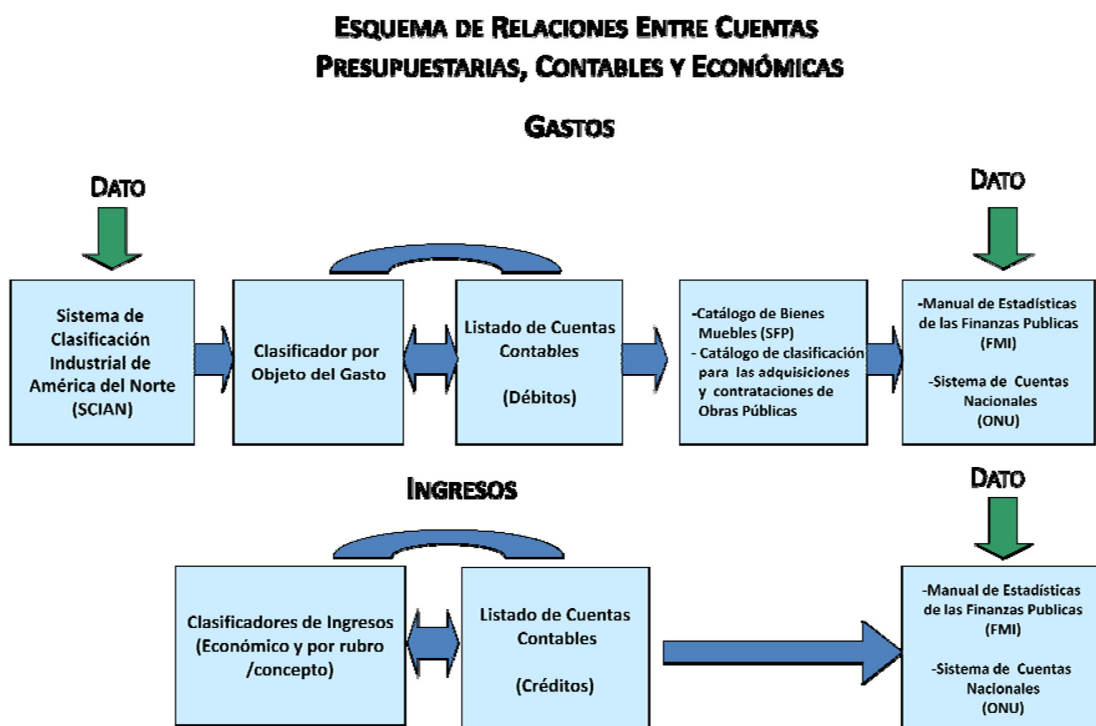 ESQUEMA DE RELACIONES ENTRE CUENTAS
PRESUPUESTARIAS, CONTABLES Y ECONÓMICAS
GASTOS
DATO
DATO
Sistema de
Clasificación
Industrial de
América del Norte
(SCIAN)
Clasificador por
Objeto del Gasto
Listado de Cuentas
Contables
(Débitos)
-Catálogo de Bienes
Muebles (SFP)
- Catálogo de clasificación
para las adquisiciones
y contrataciones de
Obras Públicas
-Manual de Estadísticas
de las Finanzas Publicas
(FMI)
-Sistema de Cuentas
Nacionales
(ONU)
INGRESOS
DATO
Clasificadores de Ingresos
(Económico y por rubro
/concepto)
Listado de Cuentas
Contables
(Créditos)
-Manual de Estadísticas
de las Finanzas Publicas
(FMI)
-Sistema de Cuentas
Nacionales
(ONU)